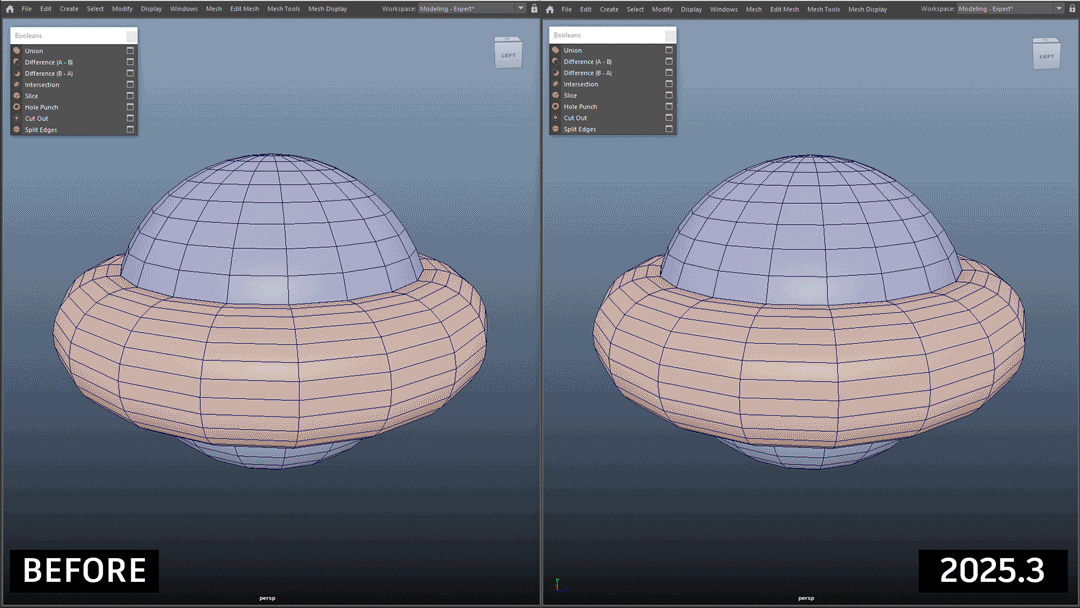 File Edit Create Select Modify Display Windows Mesh Edit Mesh Mesh Tools Mesh Display Workspace: Modeling - Expert*
Booleans
Union
Difference (A - B)
Difference (B - A)
Intersection
Slice
Hole Punch
Cut Out
Split Edges
LEFT
BEFORE
persp
File Edit Create Select Modify Display Windows Mesh Edit Mesh Mesh Tools Mesh Display Workspace: Modeling - Expert*
Booleans
Union
Difference (A - B)
Difference (B - A)
Intersection
Slice
Hole Punch
Cut Out
Split Edges
LEFT
2025.3
persp